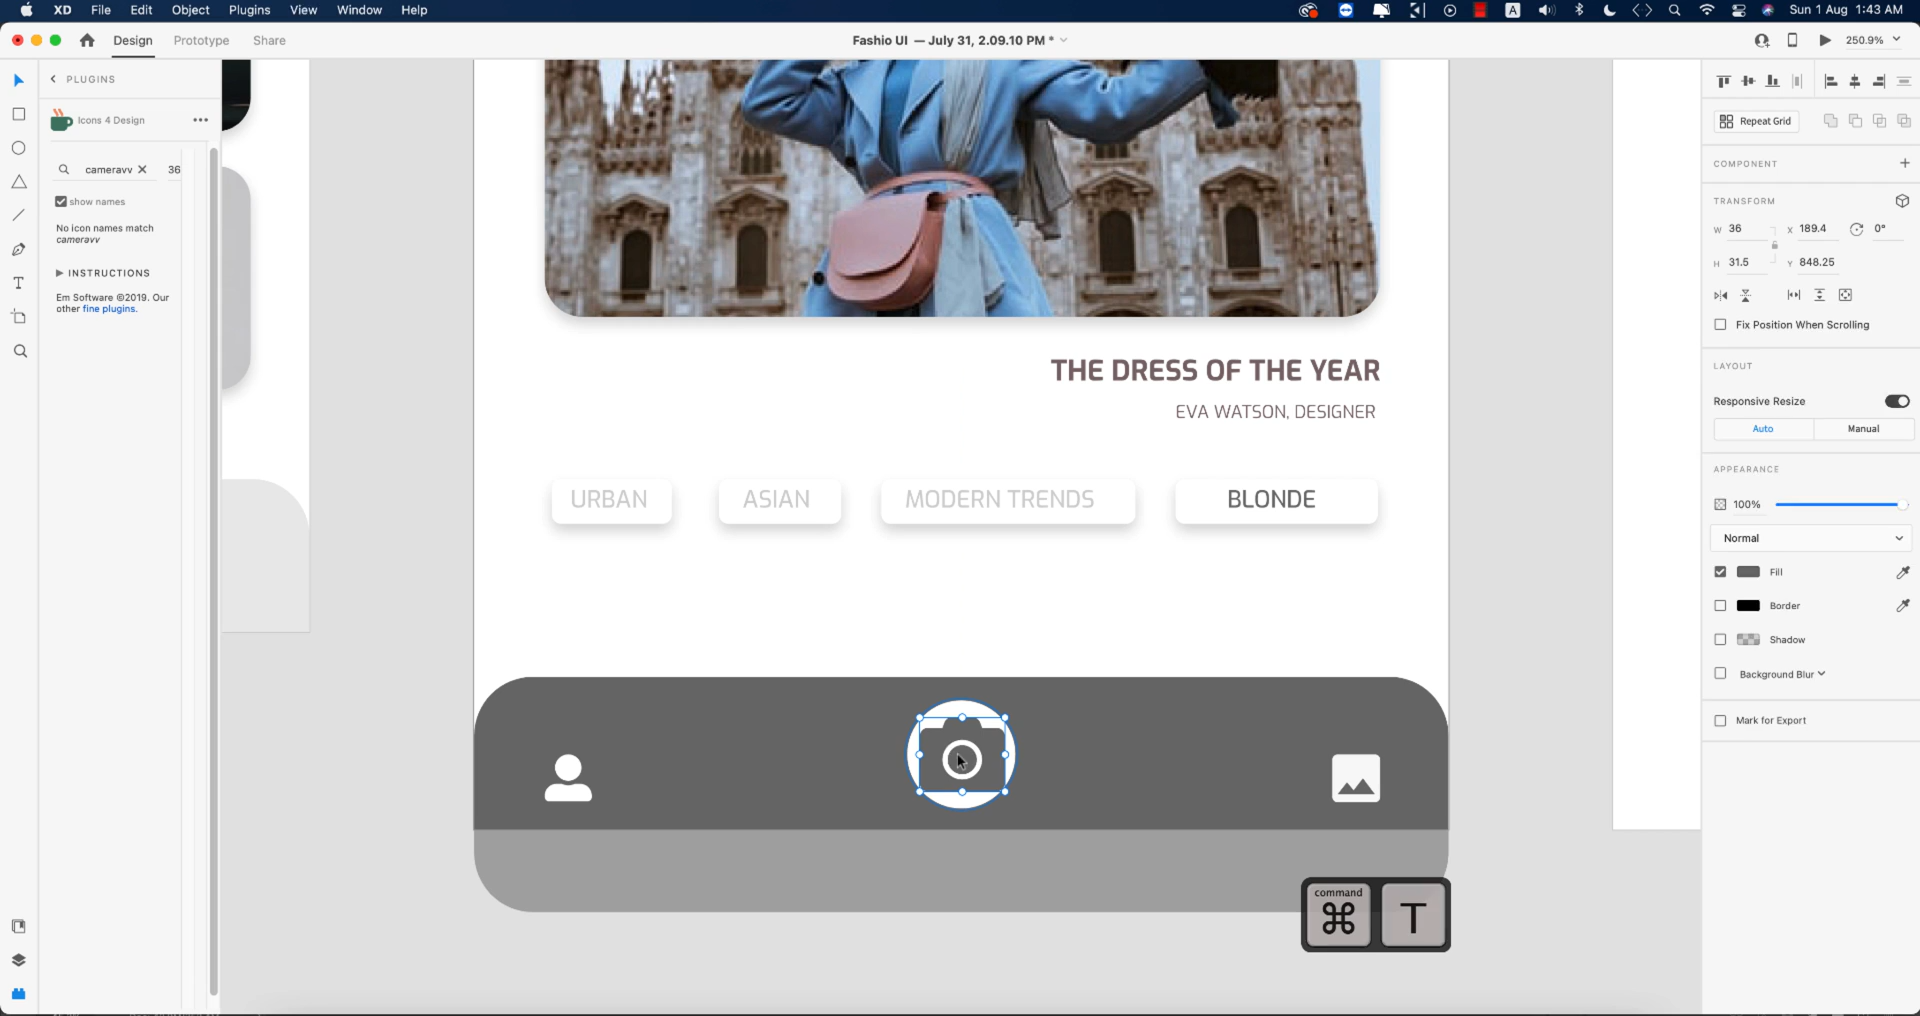 XD File Edit Object Plugins View Window Help
A
Sun 1 Aug 1:43 AM
Design Prototype Share
Fashio UI — July 31, 2.09.10 PM *
250.9%
PLUGINS
Icons 4 Design
cameravv 36
show names
No icon names match
cameravv
INSTRUCTIONS
Em Software ©2019. Our
other fine plugins.
T
THE DRESS OF THE YEAR
EVA WATSON, DESIGNER
URBAN ASIAN MODERN TRENDS BLONDE
command
⌘ T
Repeat Grid
COMPONENT
TRANSFORM
W 36 X 189.4 0°
H 31.5 Y 848.25
Fix Position When Scrolling
LAYOUT
Responsive Resize
Auto Manual
APPEARANCE
100%
Normal
Fill
Border
Shadow
Background Blur
Mark for Export